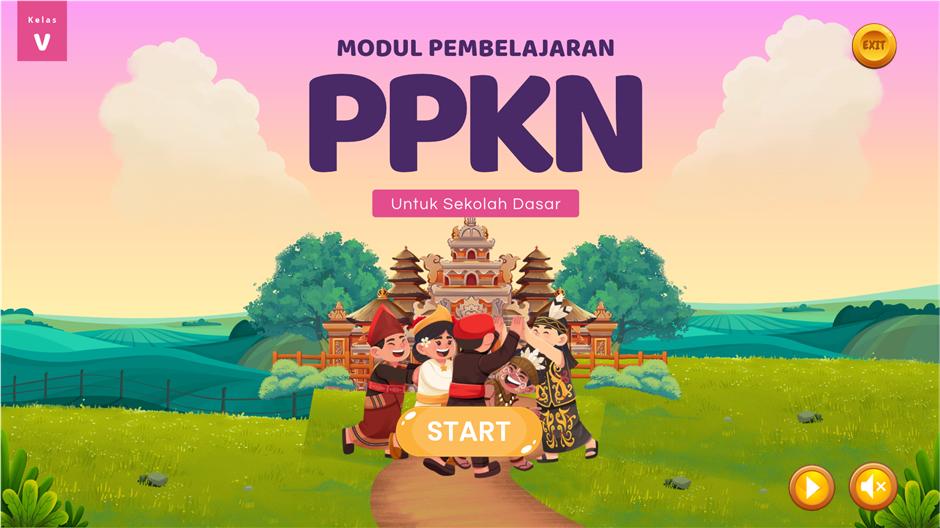 Kelas
V
MODUL PEMBELAJARAN
EXIT
PPKN
Untuk Sekolah Dasar
START